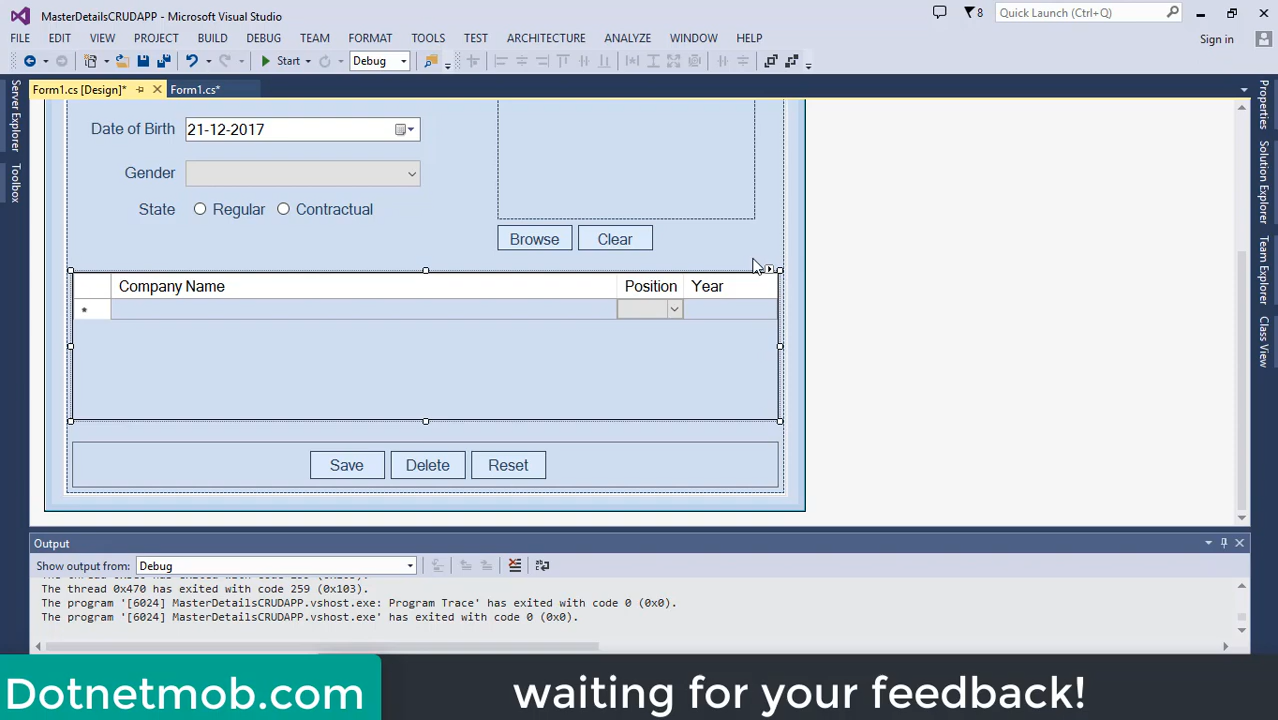 MasterDetailsCRUDAPP - Microsoft Visual Studio
8
Quick Launch (Ctrl+Q)
FILE EDIT VIEW PROJECT BUILD DEBUG TEAM FORMAT TOOLS TEST ARCHITECTURE ANALYZE WINDOW HELP
Sign in
Start Debug
Form1.cs [Design]* Form1.cs*
Server Explorer
Toolbox
Properties
Solution Explorer
Team Explorer
Class View
Date of Birth 21-12-2017
Gender
State Regular Contractual
Browse Clear
Company Name Position Year
*
Save Delete Reset
Output
Show output from: Debug
The thread 0x470 has exited with code 259 (0x103).
The program '[6024] MasterDetailsCRUDAPP.vshost.exe: Program Trace' has exited with code 0 (0x0).
The program '[6024] MasterDetailsCRUDAPP.vshost.exe' has exited with code 0 (0x0).
Dotnetmob.com
waiting for your feedback!